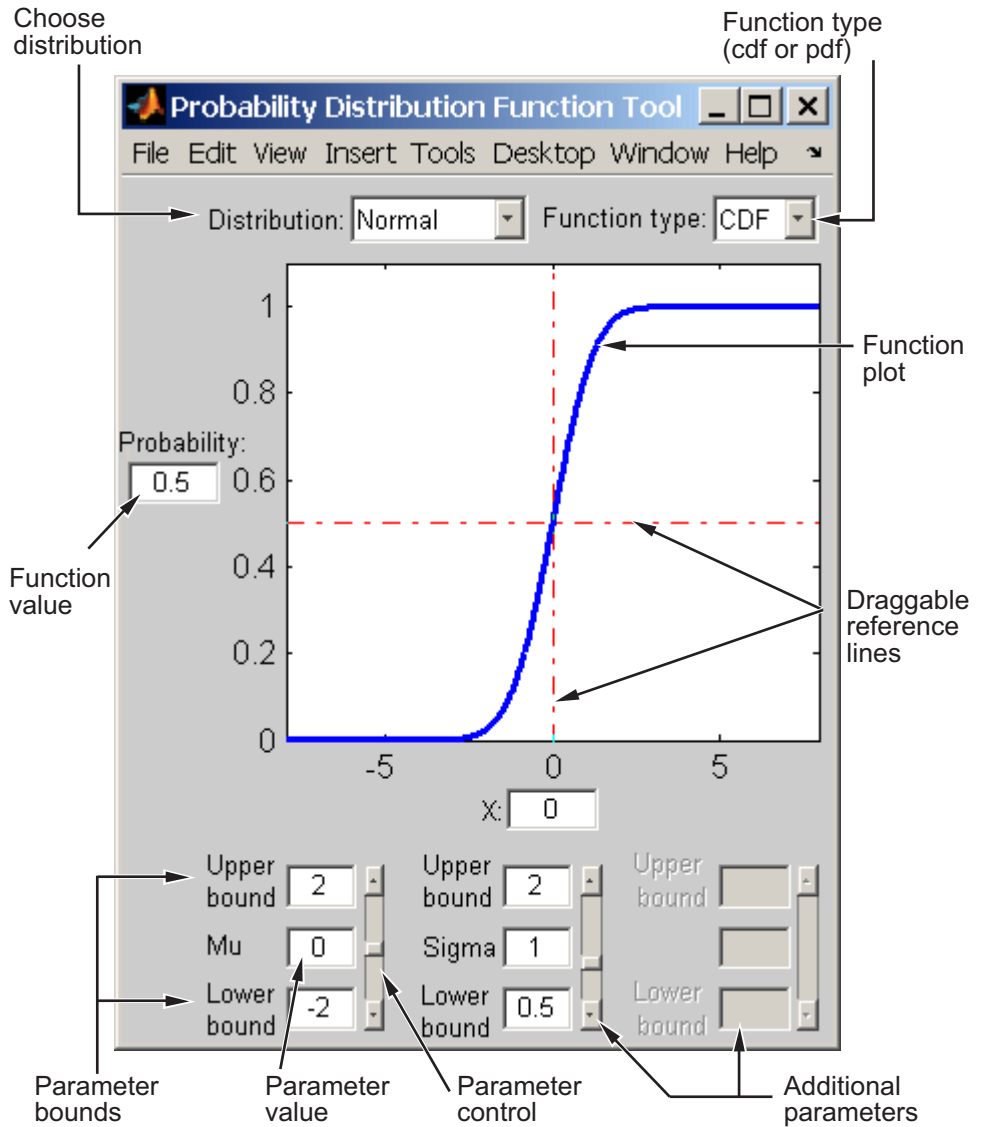 Choose
distribution
Function type
(cdf or pdf)
Probability Distribution Function Tool
File Edit View Insert Tools Desktop Window Help
Distribution: Normal Function type: CDF
1
0.8
0.6
0.4
0.2
0
Probability:
0.5
Function
plot
Function
value
Draggable
reference
lines
-5 0 5
X: 0
Upper
bound 2
Mu 0
Lower
bound -2
Upper
bound 2
Sigma 1
Lower
bound 0.5
Upper
bound
Lower
bound
Parameter
bounds
Parameter
value
Parameter
control
Additional
parameters